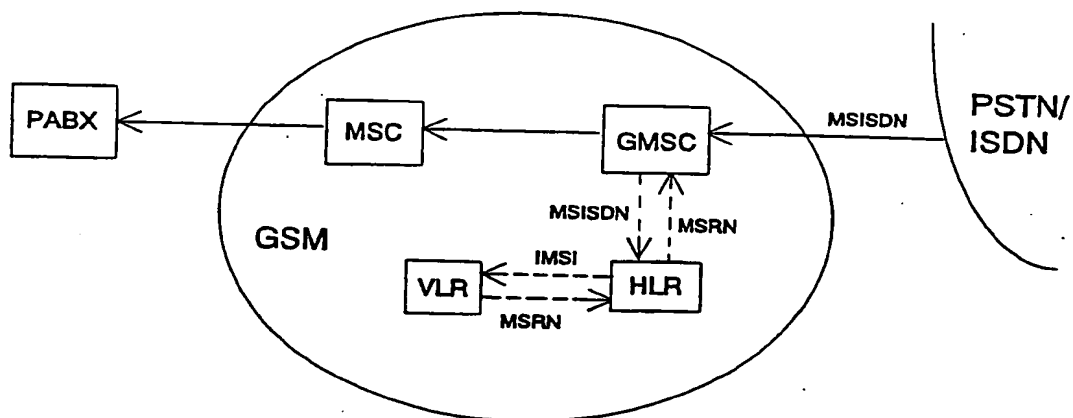 PABX
MSC
GMSC
MSISDN
PSTN/
ISDN
MSISDN
MSRN
GSM
IMSI
VLR
HLR
MSRN